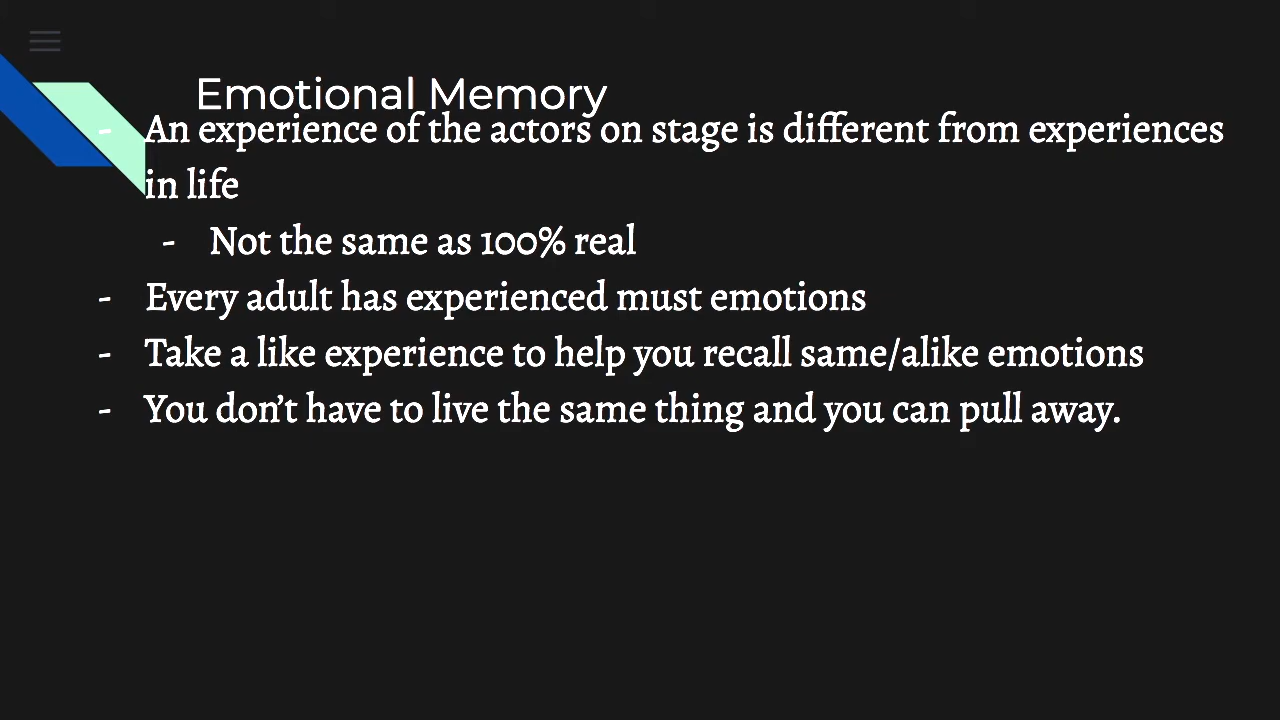 Emotional Memory
- An experience of the actors on stage is different from experiences
in life
- Not the same as 100% real
- Every adult has experienced must emotions
- Take a like experience to help you recall same/alike emotions
- You don’t have to live the same thing and you can pull away.